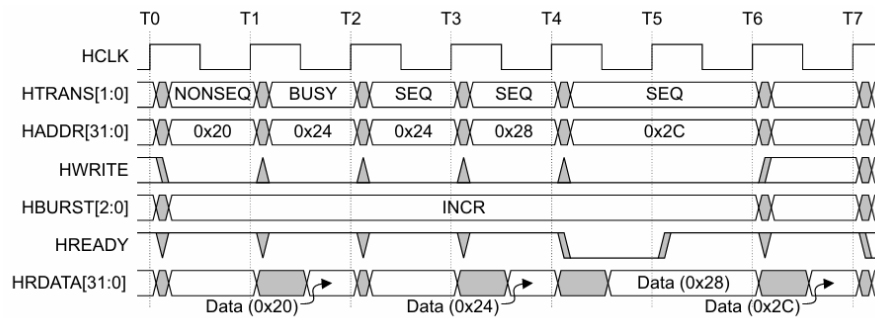 T0 T1 T2 T3 T4 T5 T6 T7
HCLK
HTRANS[1:0] NONSEQ BUSY SEQ SEQ SEQ
HADDR[31:0] 0x20 0x24 0x24 0x28 0x2C
HWRITE
HBURST[2:0] INCR
HREADY
HRDATA[31:0] Data (0x28)
Data (0x20) Data (0x24) Data (0x2C)